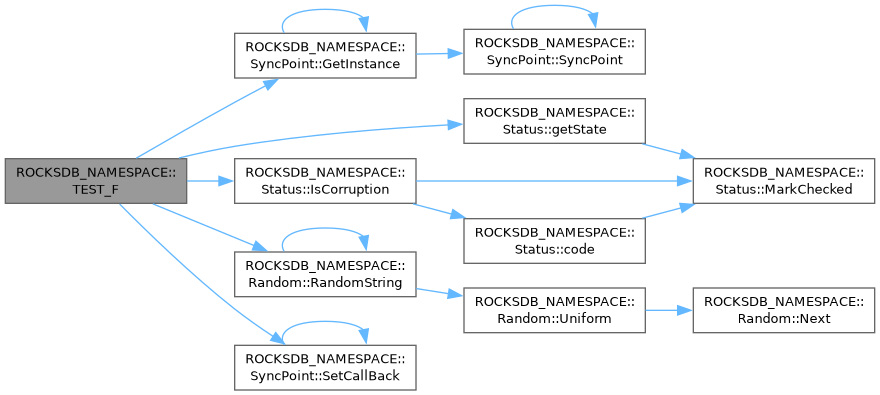 ROCKSDB_NAMESPACE::
TEST_F
ROCKSDB_NAMESPACE::
SyncPoint::GetInstance
ROCKSDB_NAMESPACE::
SyncPoint::SyncPoint
ROCKSDB_NAMESPACE::
Status::getState
ROCKSDB_NAMESPACE::
Status::IsCorruption
ROCKSDB_NAMESPACE::
Status::MarkChecked
ROCKSDB_NAMESPACE::
Status::code
ROCKSDB_NAMESPACE::
Random::RandomString
ROCKSDB_NAMESPACE::
Random::Uniform
ROCKSDB_NAMESPACE::
Random::Next
ROCKSDB_NAMESPACE::
SyncPoint::SetCallBack